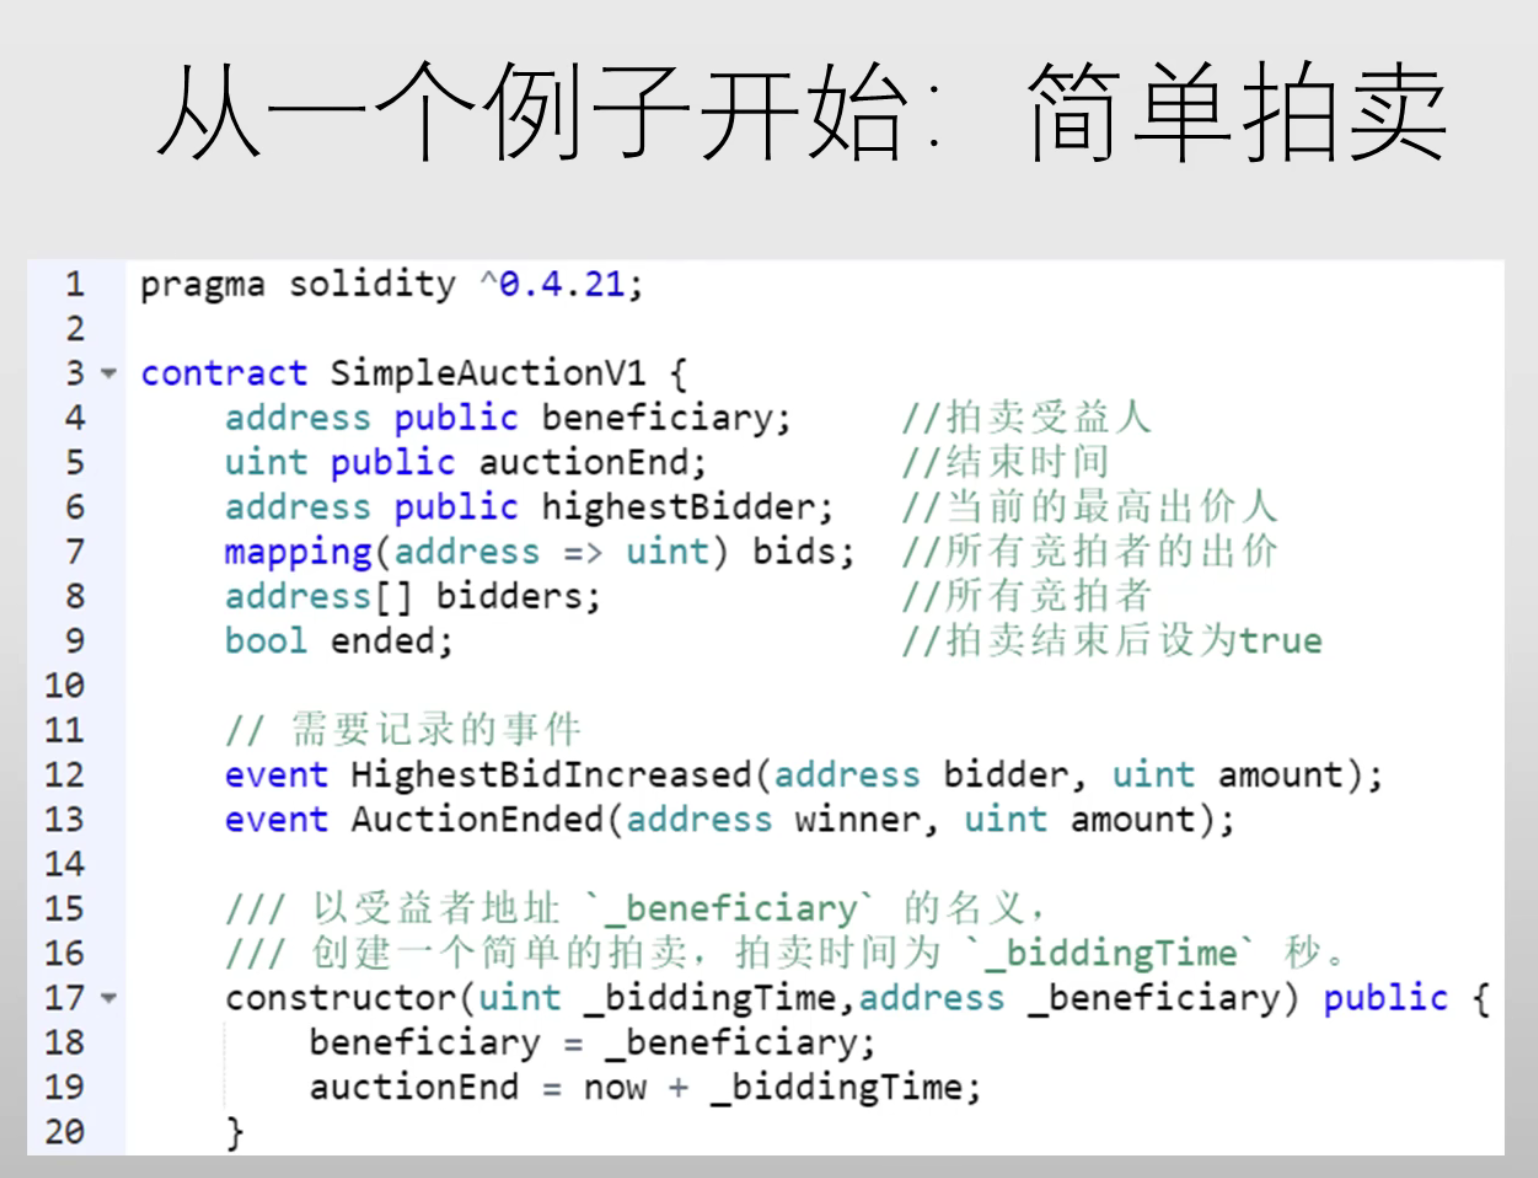 从一个例子开始：简单拍卖
1 pragma solidity ^0.4.21;
2
3 contract SimpleAuctionV1 {
4     address public beneficiary;     //拍卖受益人
5     uint public auctionEnd;         //结束时间
6     address public highestBidder;   //当前的最高出价人
7     mapping(address => uint) bids;  //所有竞拍者的出价
8     address[] bidders;              //所有竞拍者
9     bool ended;                     //拍卖结束后设为true
10
11     // 需要记录的事件
12     event HighestBidIncreased(address bidder, uint amount);
13     event AuctionEnded(address winner, uint amount);
14
15     /// 以受益者地址 `_beneficiary` 的名义，
16     /// 创建一个简单的拍卖，拍卖时间为 `_biddingTime` 秒。
17     constructor(uint _biddingTime,address _beneficiary) public {
18         beneficiary = _beneficiary;
19         auctionEnd = now + _biddingTime;
20     }